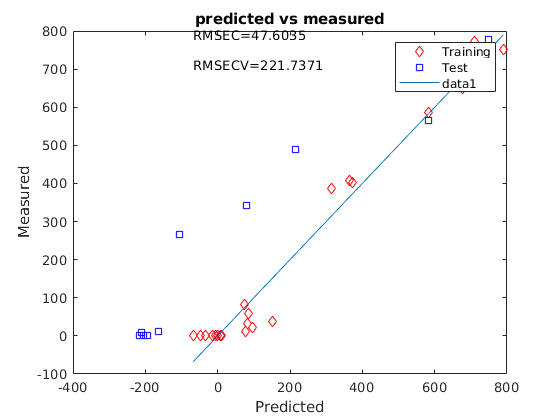 predicted vs measured
RMSEC=47.6035
RMSECV=221.7371
Training
Test
data1
800
700
600
500
400
300
200
100
0
-100
Measured
-400
-200
0
200
400
600
800
Predicted